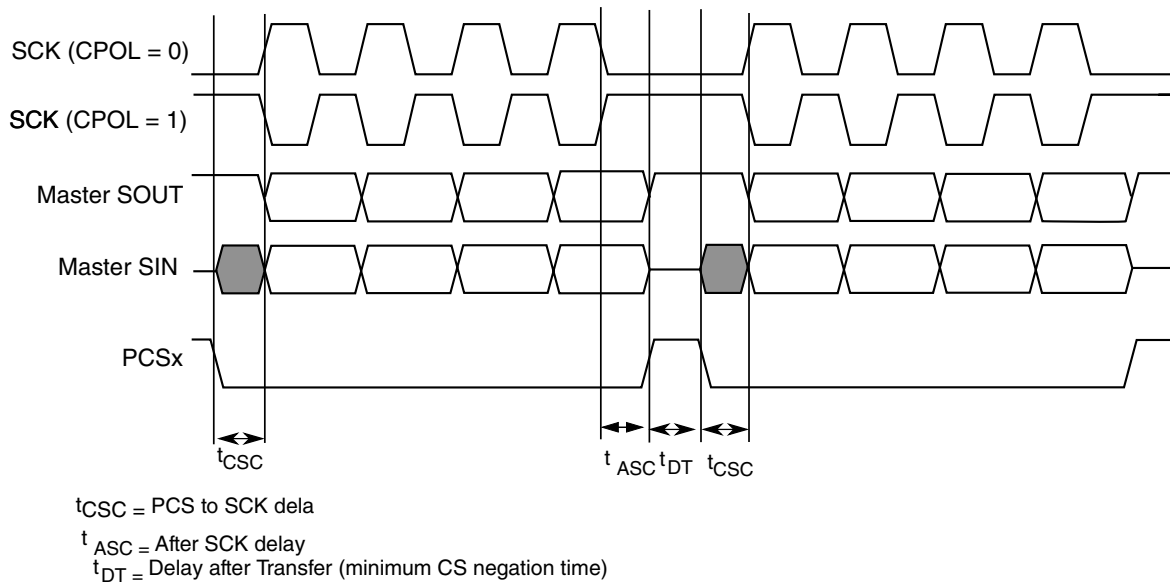 SCK (CPOL = 0)
SCK (CPOL = 1)
Master SOUT
Master SIN
PCSx
tCSC
t ASC
tDT
tCSC
tCSC = PCS to SCK dela
t ASC = After SCK delay
tDT = Delay after Transfer (minimum CS negation time)